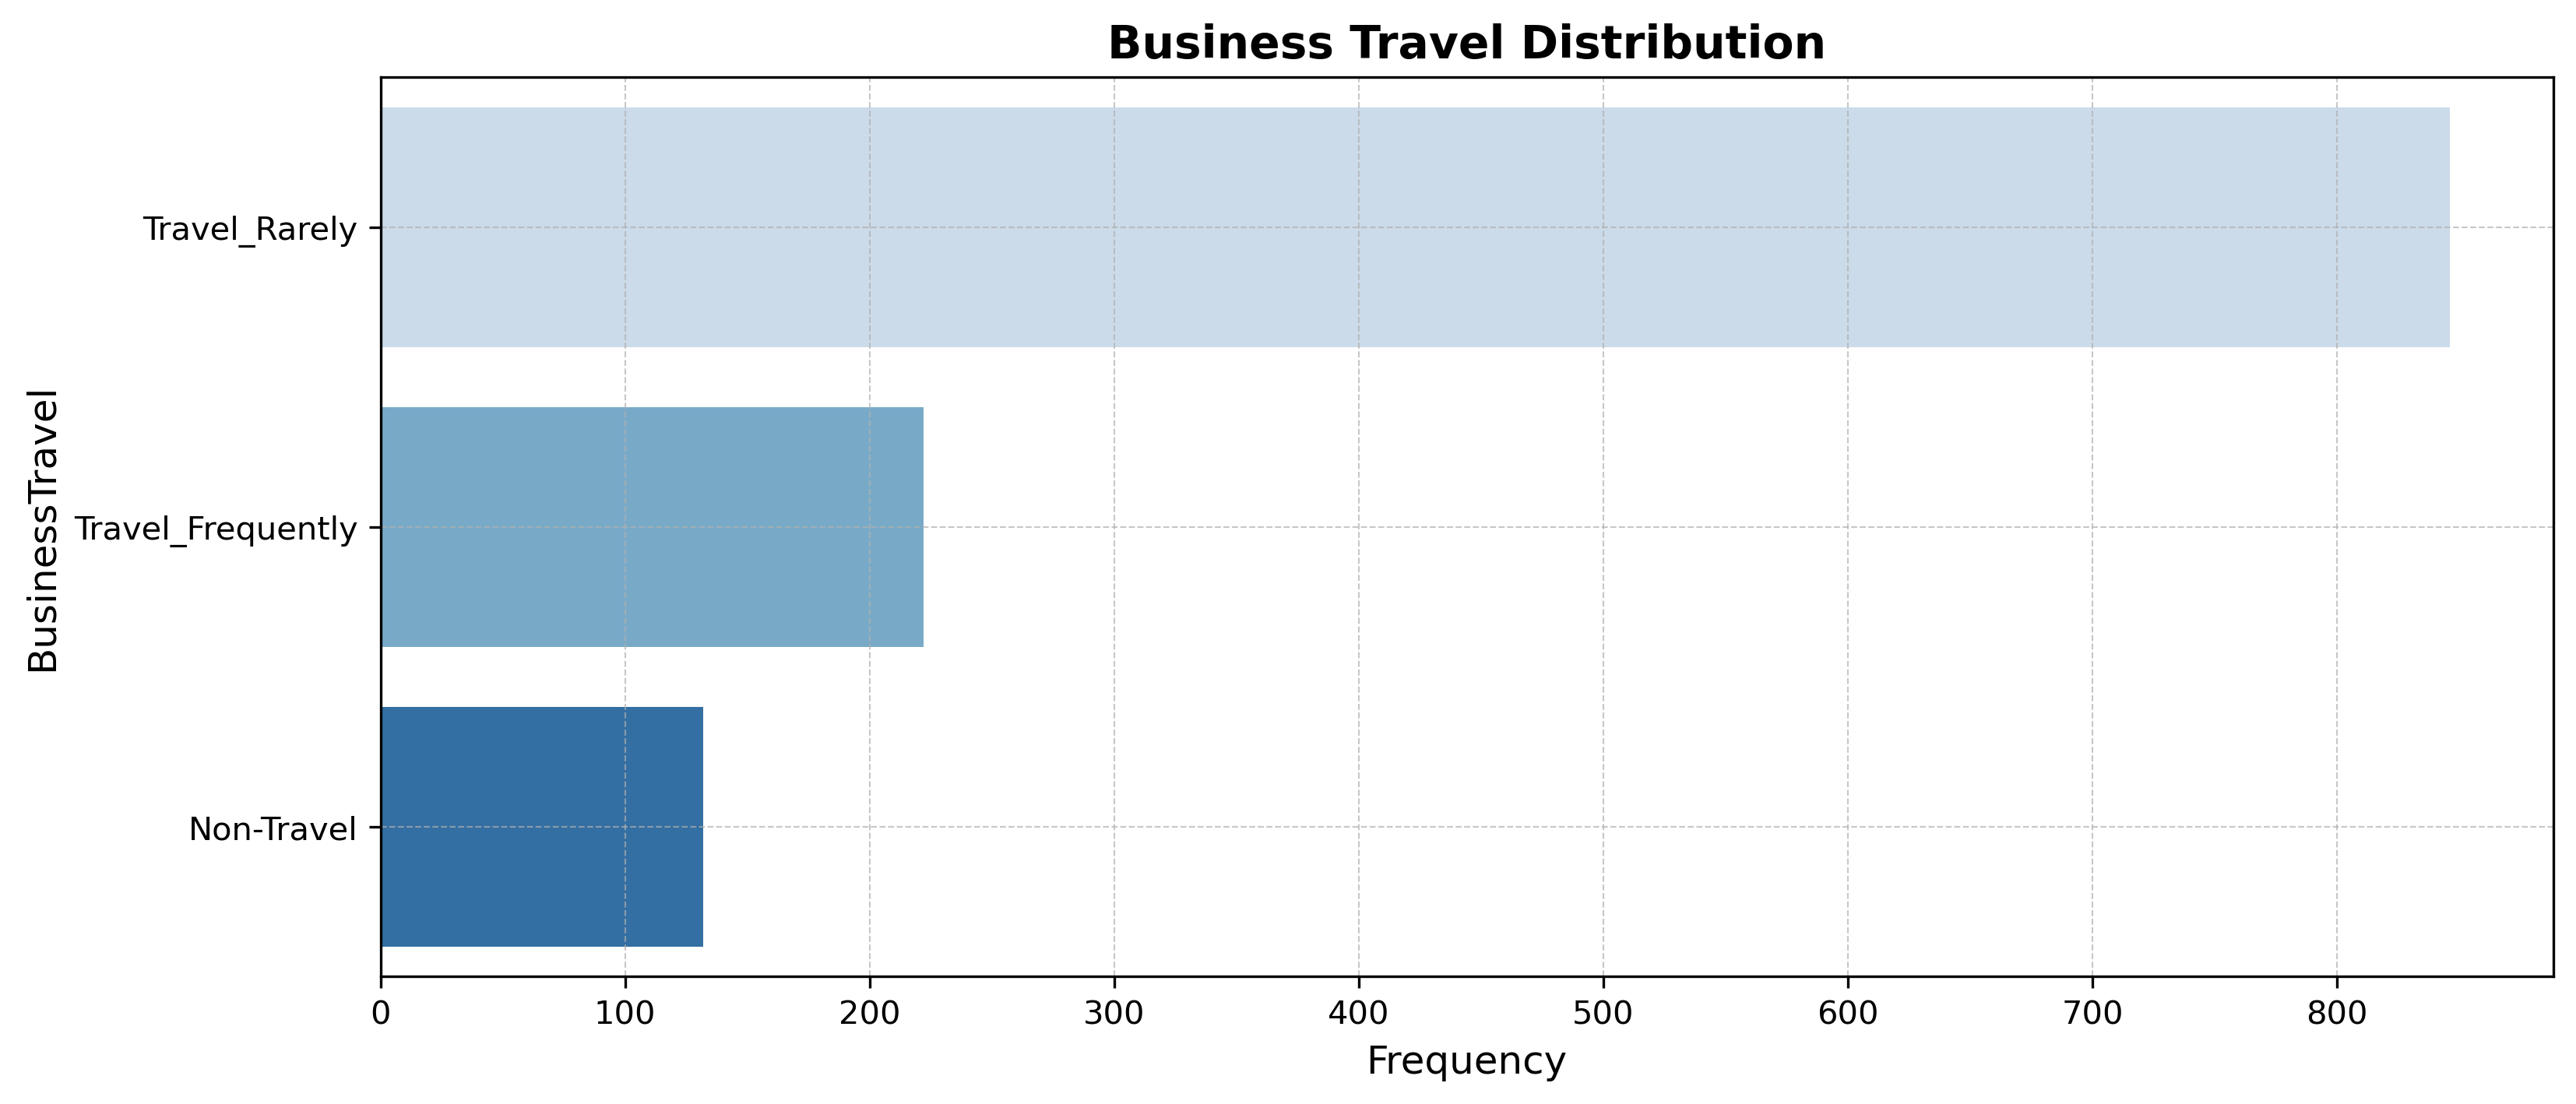 Business Travel Distribution
BusinessTravel
Travel_Rarely
Travel_Frequently
Non-Travel
0 100 200 300 400 500 600 700 800
Frequency